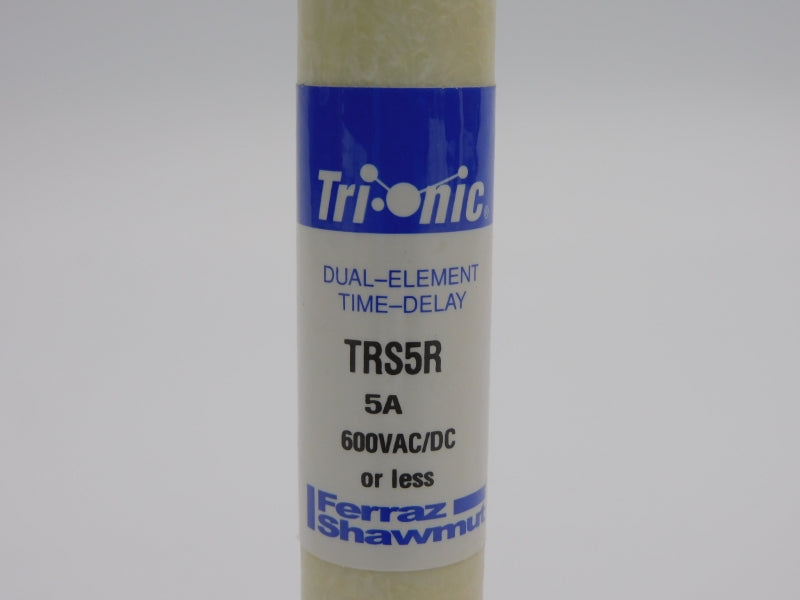 Tri-onic®
DUAL-ELEMENT
TIME-DELAY
TRS5R
5A
600VAC/DC
or less
Ferraz
Shawmut